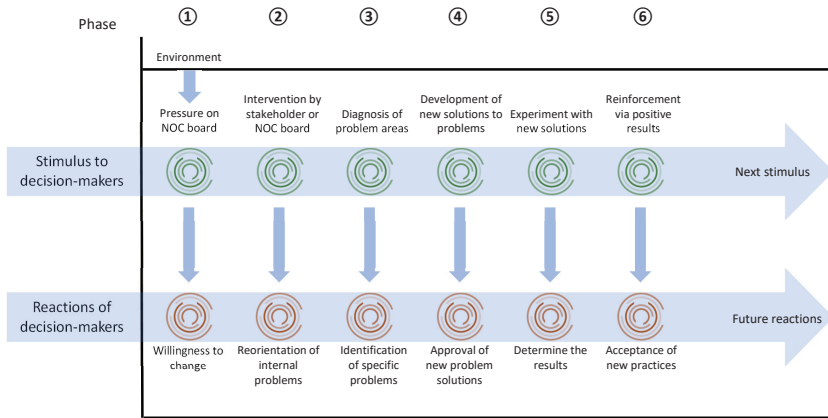 Phase
①
②
③
④
⑤
⑥
Environment
Pressure on
NOC board
Intervention by
stakeholder or
NOC board
Diagnosis of
problem areas
Development of
new solutions to
problems
Experiment with
new solutions
Reinforcement
via positive
results
Stimulus to
decision-makers
Next stimulus
Reactions of
decision-makers
Future reactions
Willingness to
change
Reorientation of
internal
problems
Identification
of specific
problems
Approval of
new problem
solutions
Determine the
results
Acceptance of
new practices